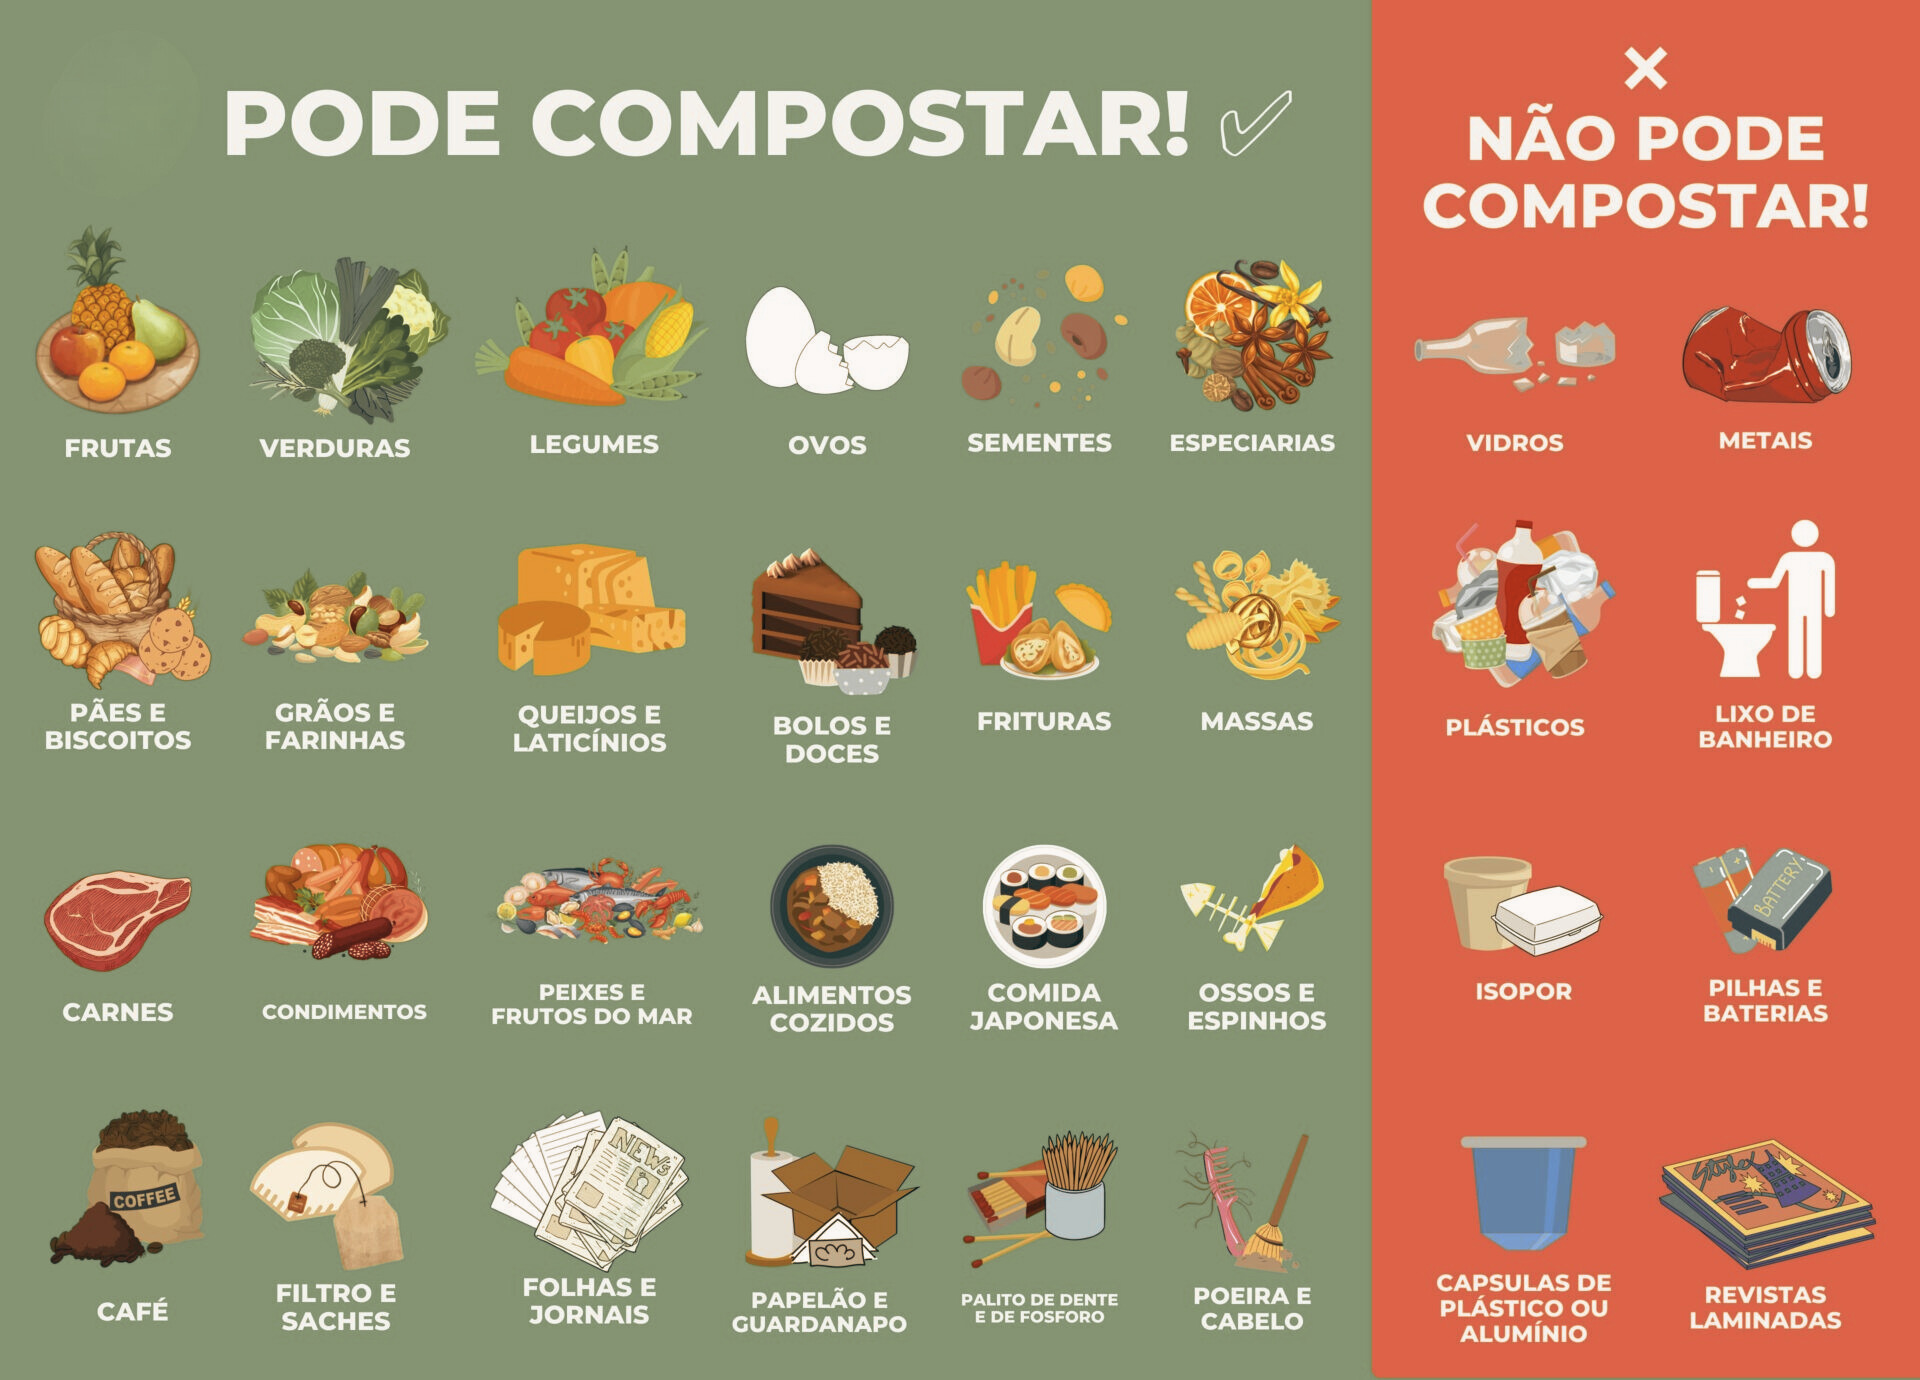 PODE COMPOSTAR!
NÃO PODE
COMPOSTAR!
FRUTAS
VERDURAS
LEGUMES
OVOS
SEMENTES
ESPECIARIAS
VIDROS
METAIS
PÃES E
BISCOITOS
GRÃOS E
FARINHAS
QUEIJOS E
LATICÍNIOS
BOLOS E
DOCES
FRITURAS
MASSAS
PLÁSTICOS
LIXO DE
BANHEIRO
CARNES
CONDIMENTOS
PEIXES E
FRUTOS DO MAR
ALIMENTOS
COZIDOS
COMIDA
JAPONESA
OSSOS E
ESPINHOS
ISOPOR
BATTERY
PILHAS E
BATERIAS
COFFEE
CAFÉ
FILTRO E
SACHES
NEWS
FOLHAS E
JORNAIS
PAPELÃO E
GUARDANAPO
PALITO DE DENTE
E DE FOSFORO
POEIRA E
CABELO
CAPSULAS DE
PLÁSTICO OU
ALUMÍNIO
Style
REVISTAS
LAMINADAS